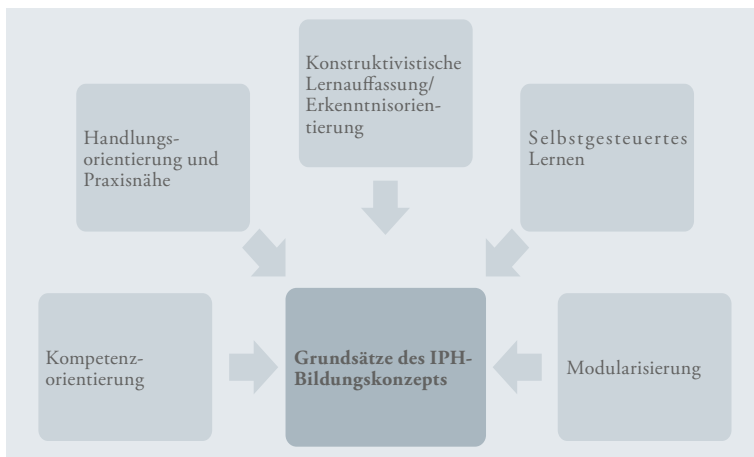 Konstruktivistische
Lernauffassung/
Erkenntnisorien-
tierung
Handlungs-
orientierung und
Praxisnähe
Selbstgesteuertes
Lernen
Kompetenz-
orientierung
Grundsätze des IPH-
Bildungskonzepts
Modularisierung